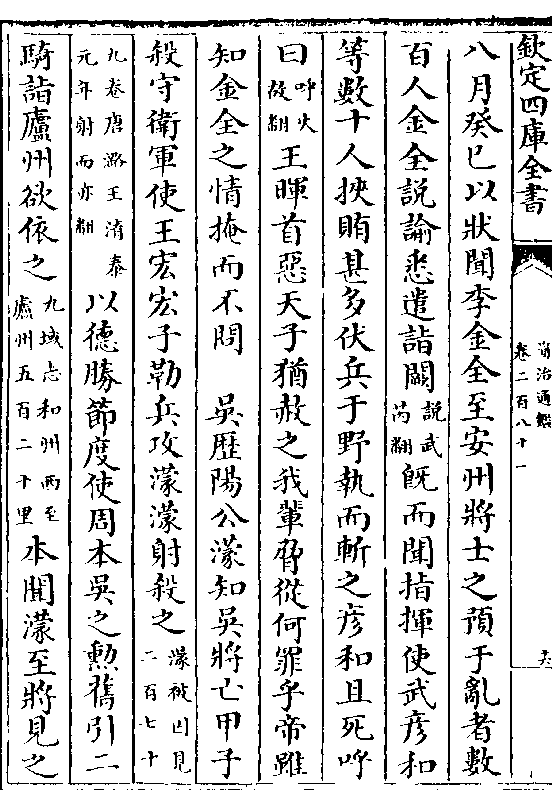 欽定四庫全書
資治通鑑
卷二百八十一
八月癸巳以狀聞李金全至安州將士之預于亂者數
百人金全説諭悉遣詣闕説武芮翻既而聞指揮使武彦和
等數十人挾賄甚多伏兵于野執而斬之彦和且死呼
曰呼火故翻王暉首惡天子猶赦之我輩脅從何罪乎帝雖
知金全之情掩而不問　吳歷陽公濛知吳將亡甲子
殺守衛軍使王宏宏子勒兵攻濛濛射殺之濛被囚見二百七十
九卷唐潞王清泰元年射而亦翻以德勝節度使周本吳之勲舊引二
騎詣廬州欲依之九域志和州西至廬州五百二十里本聞濛至將見之